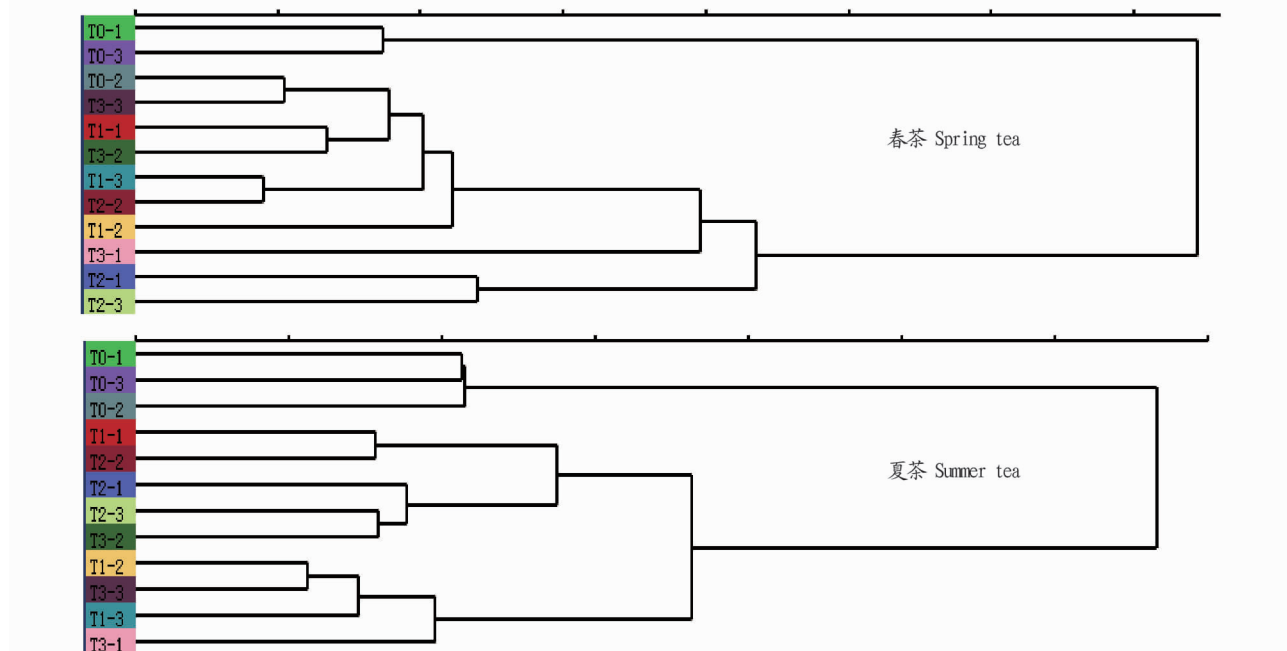 T0-1
T0-3
T0-2
T3-3
T1-1
T3-2
T1-3
T2-2
T1-2
T3-1
T2-1
T2-3
春茶 Spring tea
T0-1
T0-3
T0-2
T1-1
T2-2
T2-1
T2-3
T3-2
T1-2
T3-3
T1-3
T3-1
夏茶 Summer tea